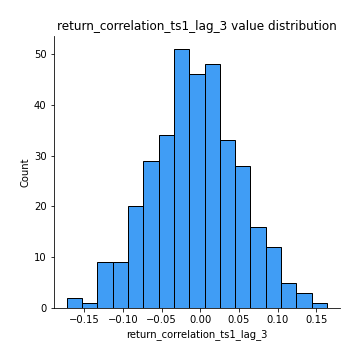 return_correlation_ts1_lag_3 value distribution
50
40
30
20
10
0
Count
−0.15 −0.10 −0.05 0.00 0.05 0.10 0.15
return_correlation_ts1_lag_3